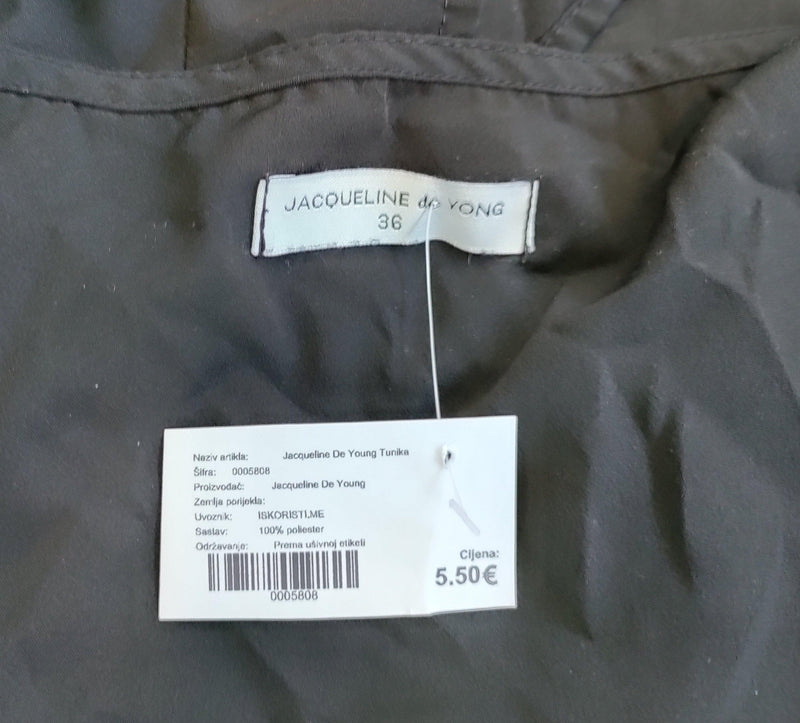 JACQUELINE de YONG
36
Naziv artikla: Jacqueline De Young Tunika
Šifra: 0005808
Proizvođač: Jacqueline De Young
Zemlja porijekla:
Uvoznik: ISKORISTI.ME
Sastav: 100% poliester
Održavanje: Prema ušivnoj etiketi
0005808
Cijena:
5.50€